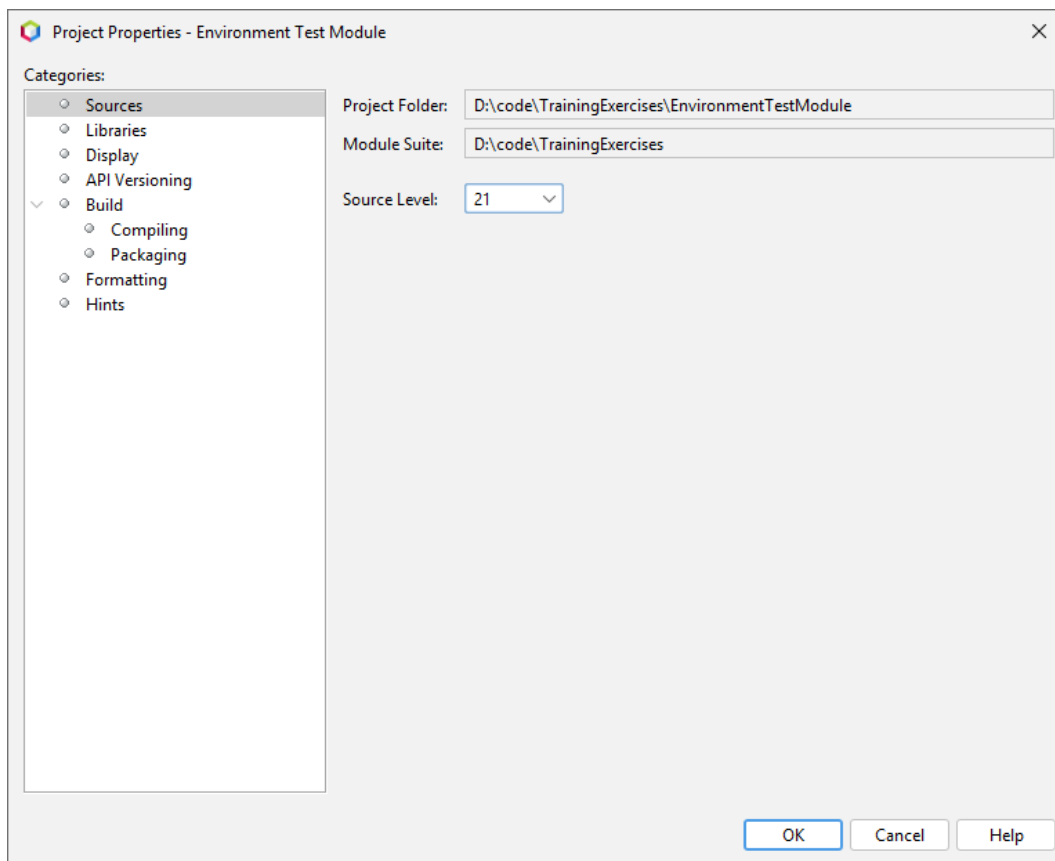 Project Properties - Environment Test Module
Categories:
Sources
Libraries
Display
API Versioning
Build
Compiling
Packaging
Formatting
Hints
Project Folder: D:\code\TrainingExercises\EnvironmentTestModule
Module Suite: D:\code\TrainingExercises
Source Level: 21
OK Cancel Help